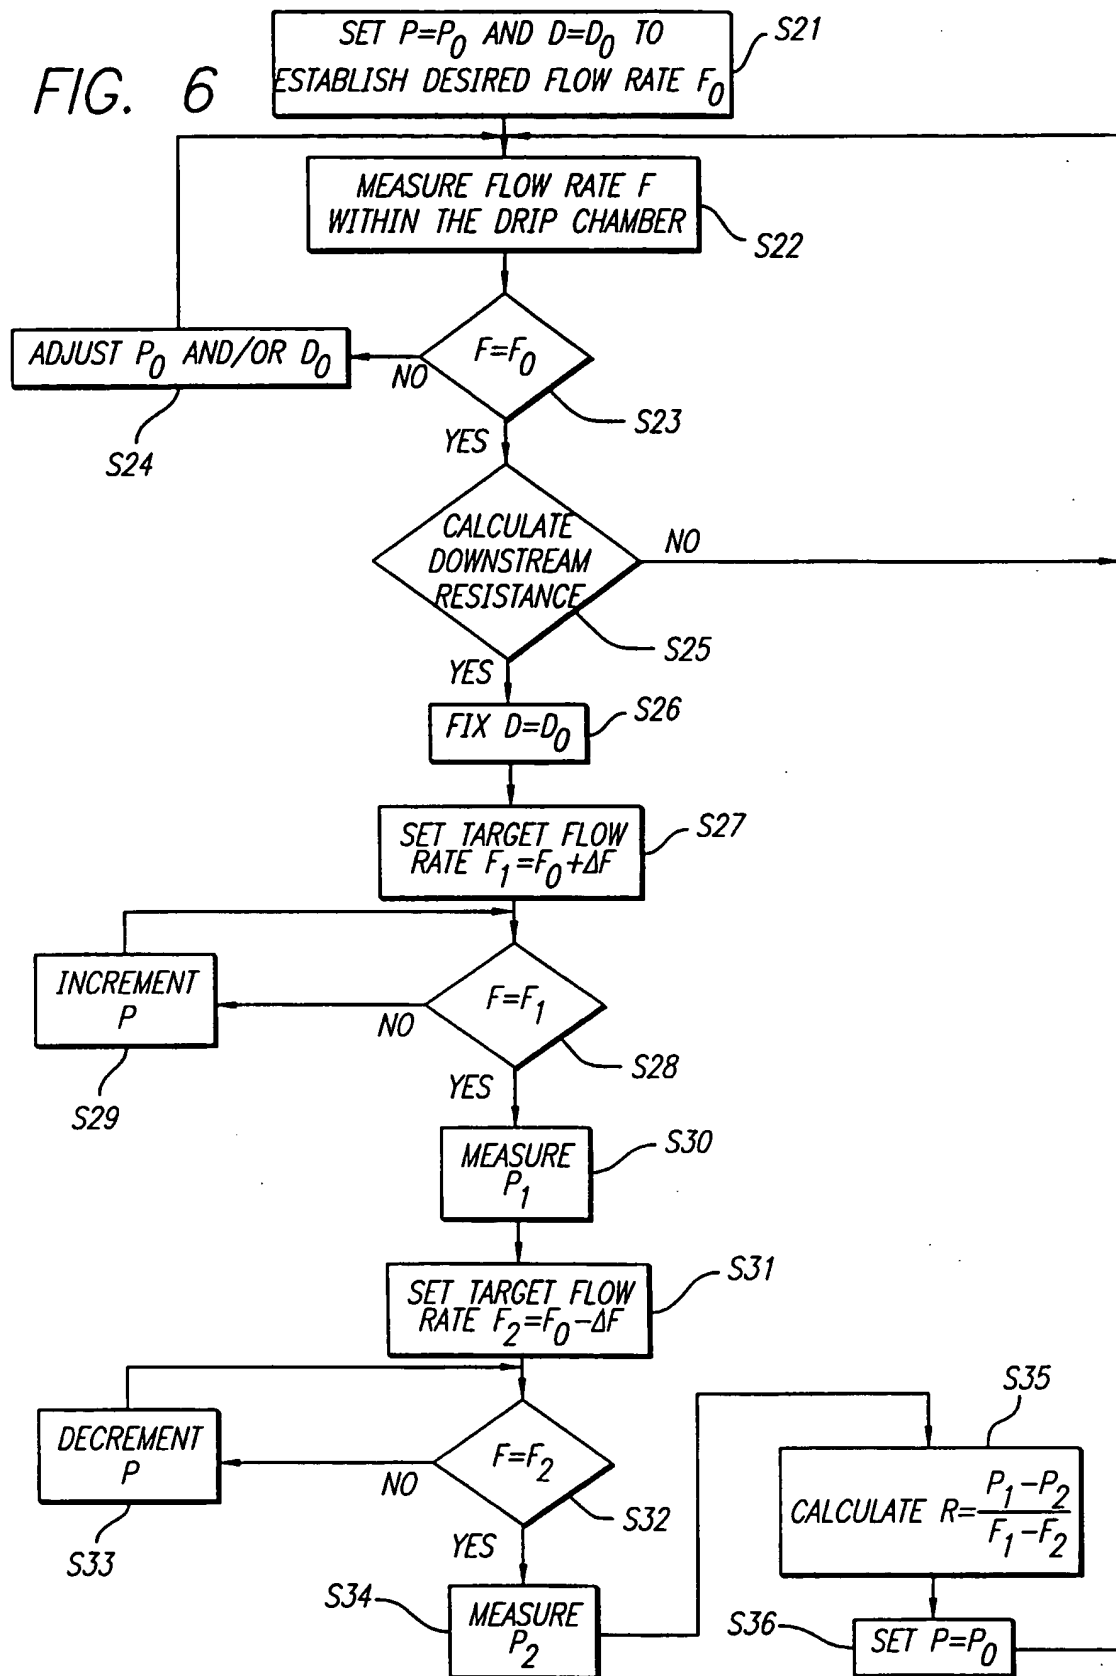 FIG. 6
SET P=P0 AND D=D0 TO
ESTABLISH DESIRED FLOW RATE F0
S21
MEASURE FLOW RATE F
WITHIN THE DRIP CHAMBER
S22
F=F0
NO
S23
YES
ADJUST P0 AND/OR D0
S24
CALCULATE
DOWNSTREAM
RESISTANCE
NO
S25
YES
FIX D=D0
S26
SET TARGET FLOW
RATE F1=F0+ΔF
S27
F=F1
NO
S28
YES
INCREMENT
P
S29
MEASURE
P1
S30
SET TARGET FLOW
RATE F2=F0-ΔF
S31
F=F2
NO
S32
YES
DECREMENT
P
S33
S34
MEASURE
P2
S35
CALCULATE R=P1-P2
F1-F2
S36
SET P=P0